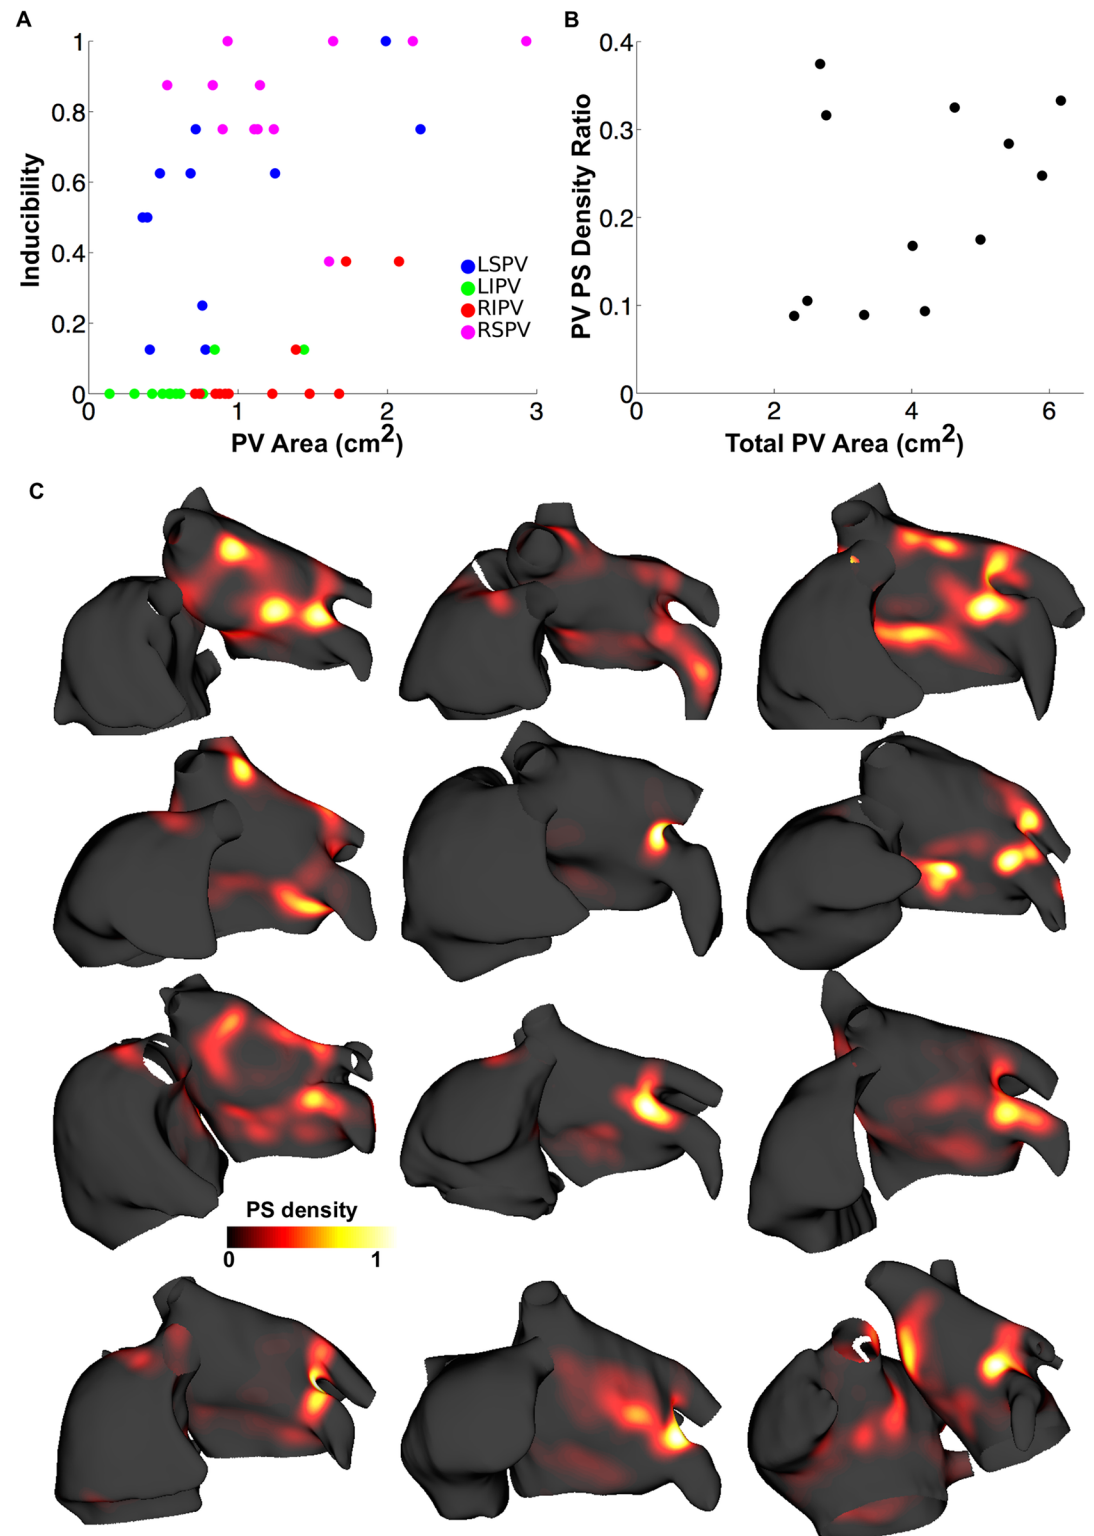 A
B
1
0.8
0.6
0.4
0.2
0
0
1
2
3
Inducibility
PV Area (cm2)
LSPV
LIPV
RIPV
RSPV
0.4
0.3
0.2
0.1
0
0
2
4
6
PV PS Density Ratio
Total PV Area (cm2)
C
PS density
0
1